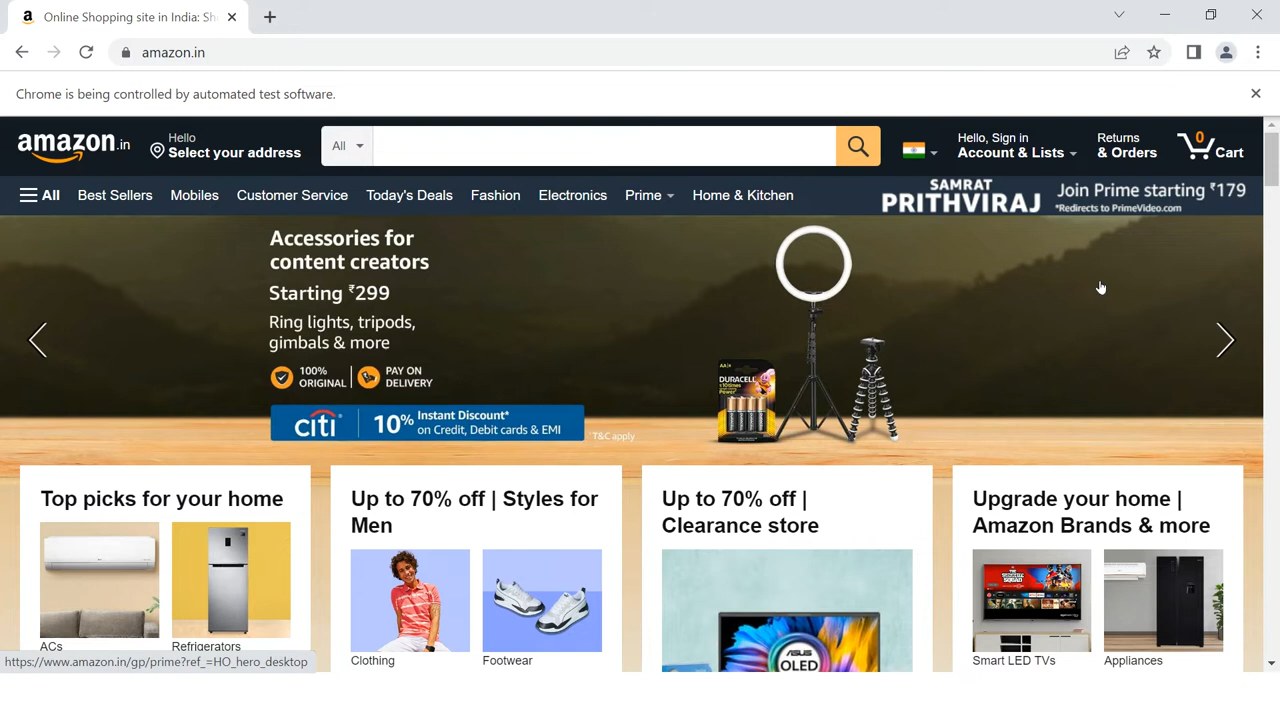 Online Shopping site in India: Sh
amazon.in
Chrome is being controlled by automated test software.
amazon.in
Hello
Select your address
All
Hello, Sign in
Account & Lists
Returns
& Orders
0
Cart
All Best Sellers Mobiles Customer Service Today's Deals Fashion Electronics Prime Home & Kitchen
SAMRAT
PRITHVIRAJ
Join Prime starting ₹179
*Redirects to PrimeVideo.com
Accessories for
content creators
Starting ₹299
Ring lights, tripods,
gimbals & more
100%
ORIGINAL
PAY ON
DELIVERY
citi
10% Instant Discount*
on Credit, Debit cards & EMI
T&C apply
DURACELL
Top picks for your home
ACs
Refrigerators
Up to 70% off | Styles for
Men
Clothing
Footwear
Up to 70% off |
Clearance store
ASUS
OLED
Upgrade your home |
Amazon Brands & more
Smart LED TVs
Appliances
https://www.amazon.in/gp/prime?ref_=HO_hero_desktop